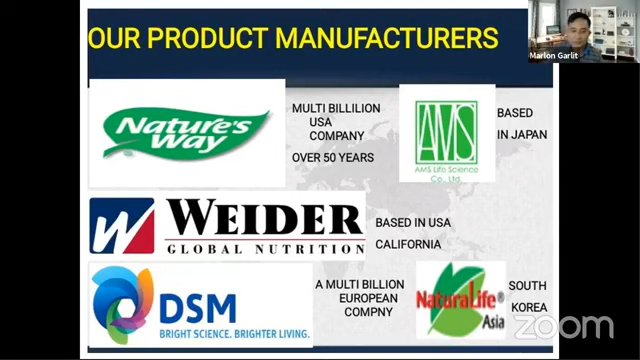 OUR PRODUCT MANUFACTURERS
Marlon Garlit
Nature's
Way
MULTI BILLILION
USA
COMPANY
OVER 50 YEARS
AMS
AMS Life Science
Co., Ltd.
BASED
IN JAPAN
W
WEIDER
GLOBAL NUTRITION
BASED IN USA
CALIFORNIA
DSM
BRIGHT SCIENCE. BRIGHTER LIVING.
A MULTI BILLION
EUROPEAN
COMPNY
NaturaLife®
Asia
SOUTH
KOREA
zoom